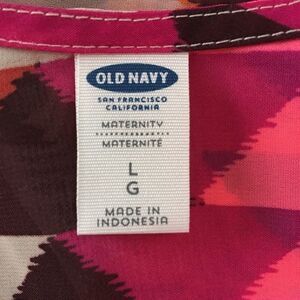 OLD NAVY
SAN FRANCISCO
CALIFORNIA
MATERNITY
MATERNITÉ
L
G
MADE IN
INDONESIA